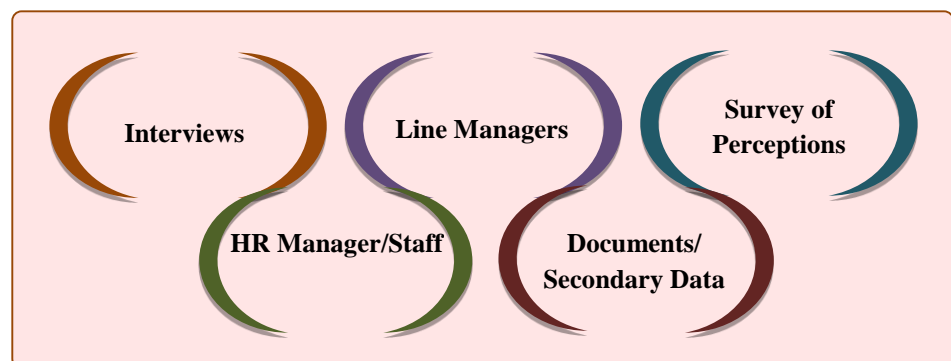 Interviews
Line Managers
Survey of
Perceptions
HR Manager/Staff
Documents/
Secondary Data